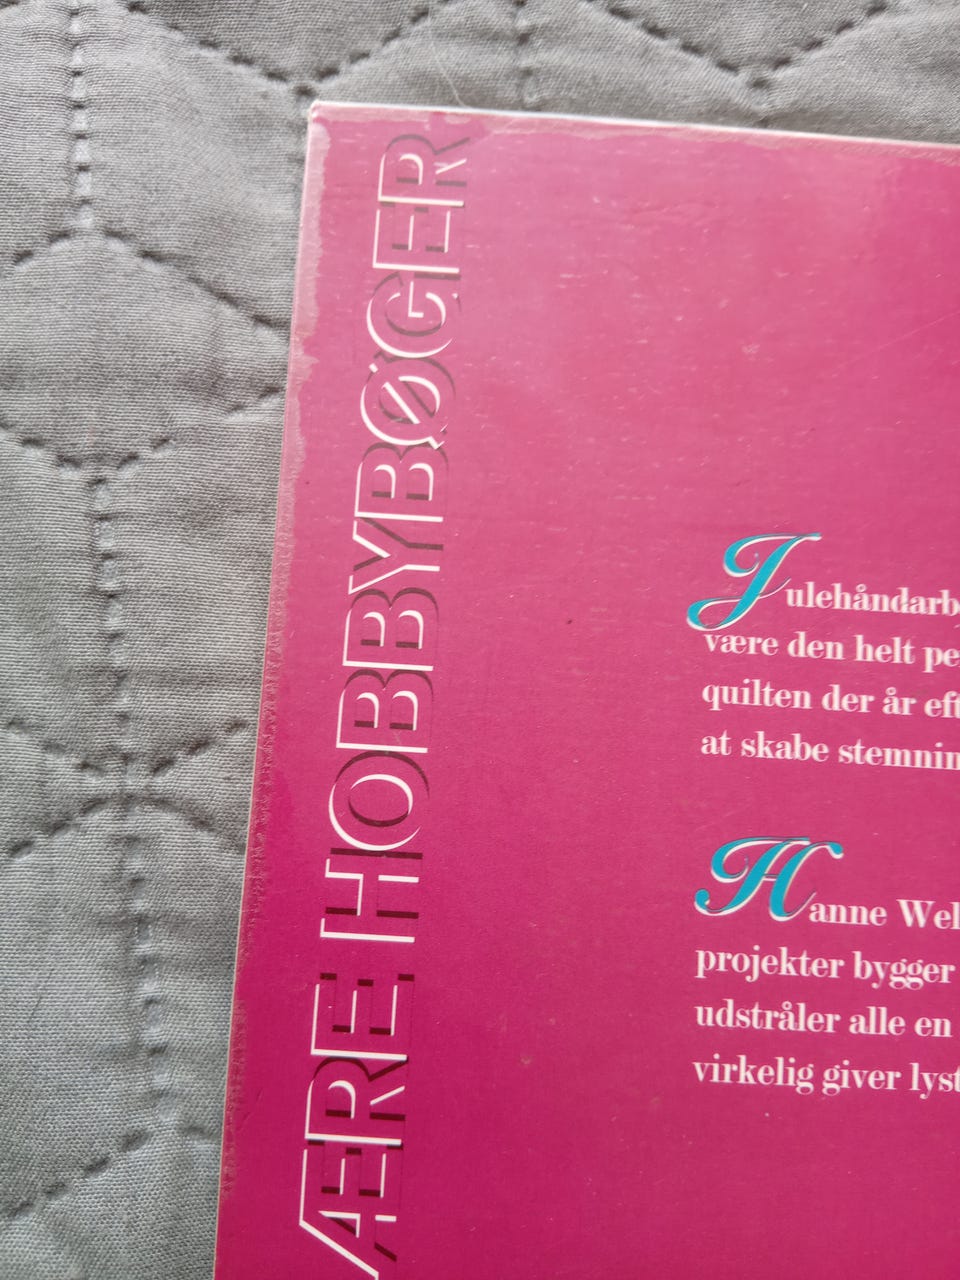 ÆRE HOBBYBØGER
Julehåndarb
være den helt pe
quilten der år eft
at skabe stemnin
Hanne Wel
projekter bygger
udstråler alle en
virkelig giver lyst